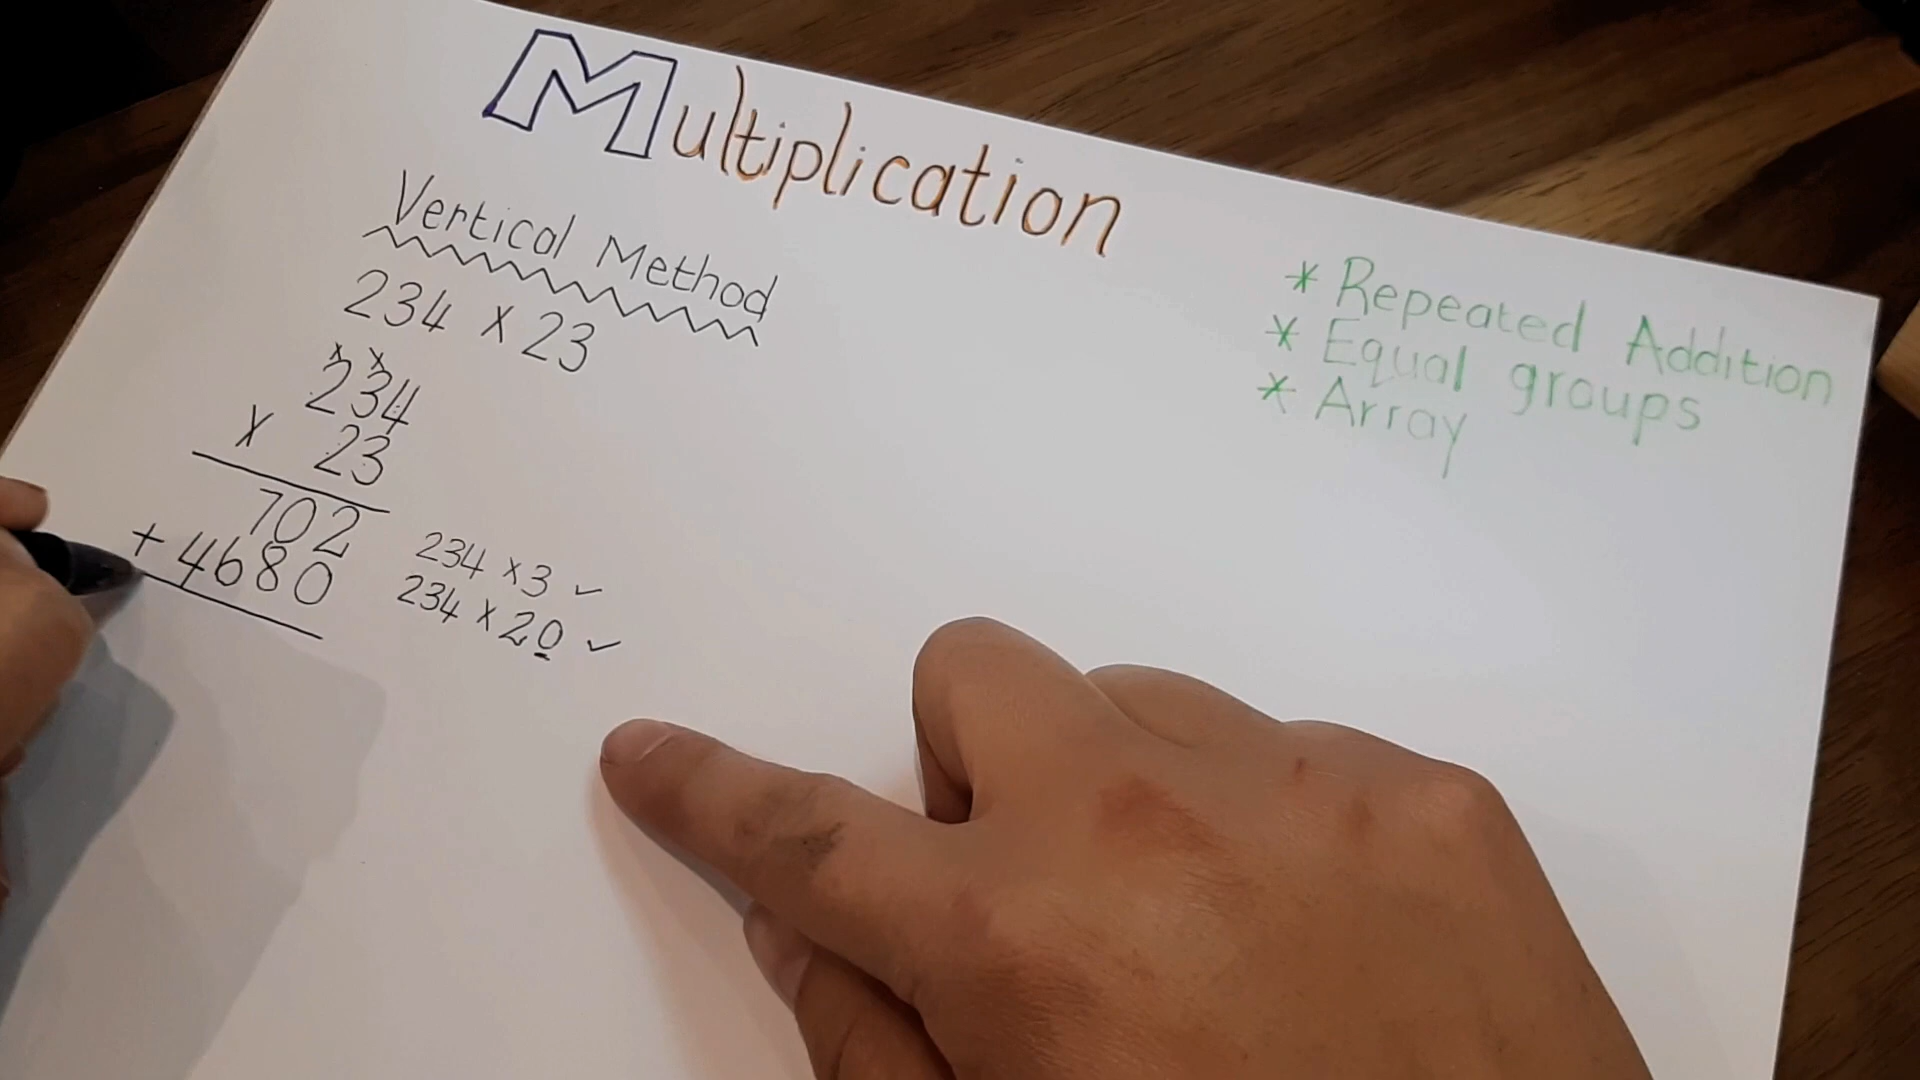 Multiplication
Vertical Method
234 x 23
* Repeated Addition
* Equal groups
* Array
234
x 23
702
+ 4680
234 x 3 ✓
234 x 20 ✓